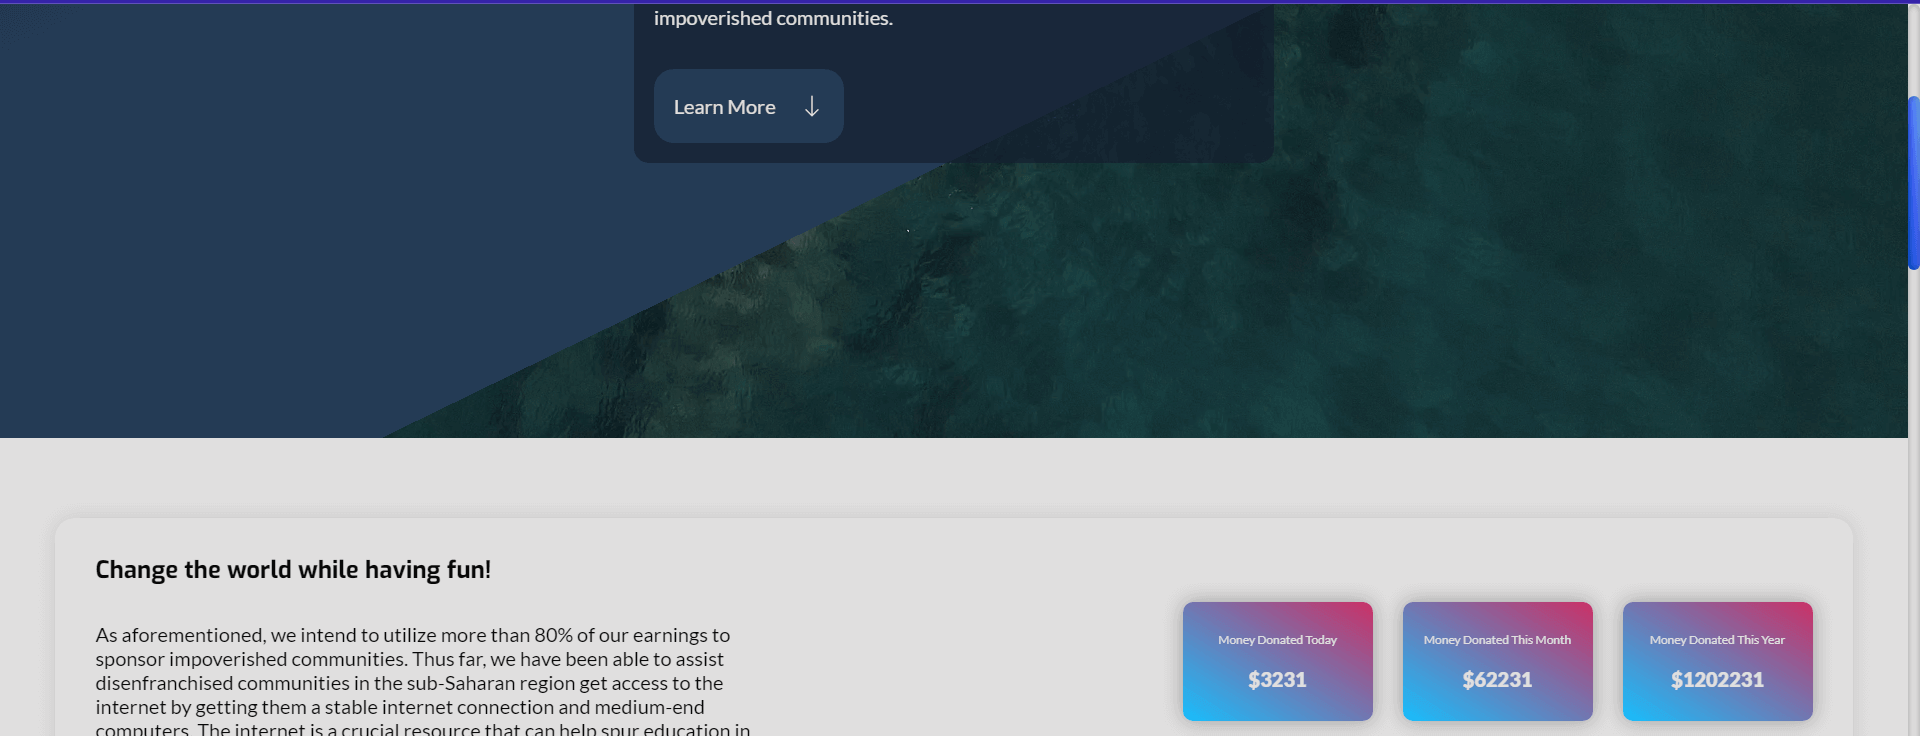 impoverished communities.
Learn More
Change the world while having fun!
As aforementioned, we intend to utilize more than 80% of our earnings to
sponsor impoverished communities. Thus far, we have been able to assist
disenfranchised communities in the sub-Saharan region get access to the
internet by getting them a stable internet connection and medium-end
computers. The internet is a crucial resource that can help spur education in
Money Donated Today
$3231
Money Donated This Month
$62231
Money Donated This Year
$1202231